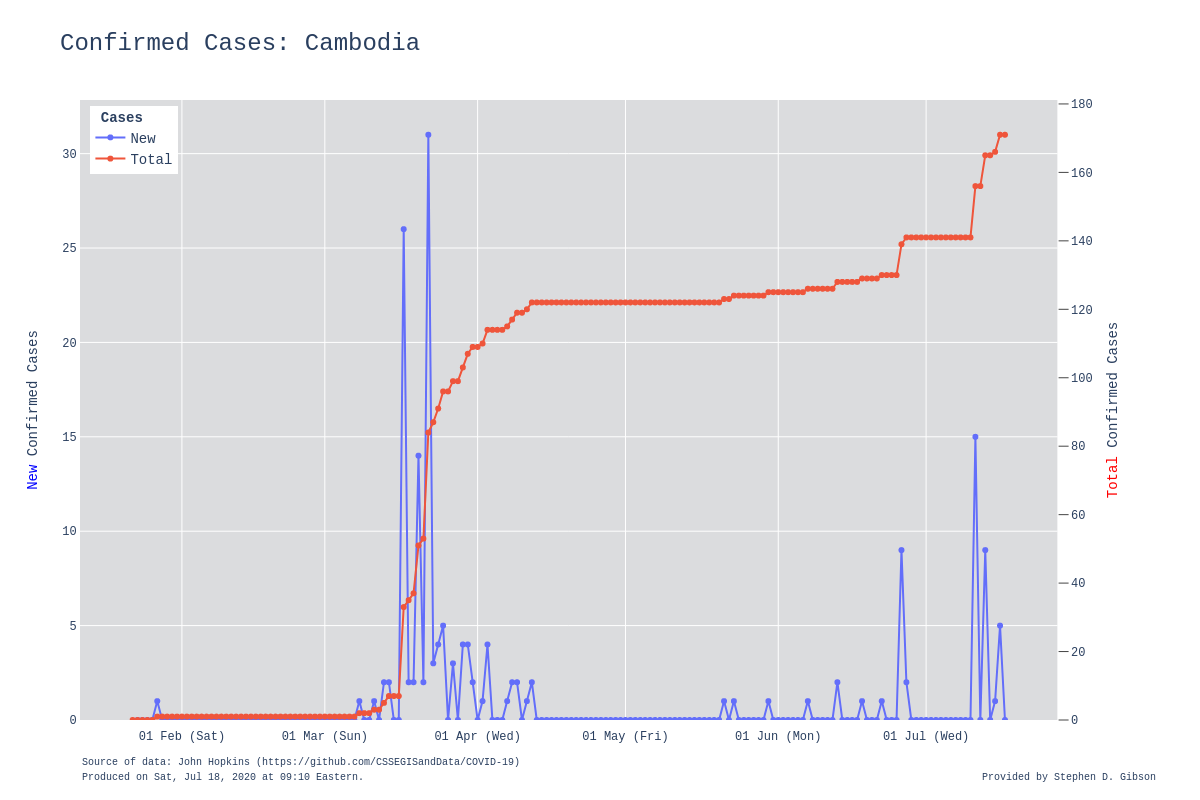 Confirmed Cases: Cambodia
Cases
New
Total
30
25
20
15
10
5
0
180
160
140
120
100
80
60
40
20
0
New Confirmed Cases
Total Confirmed Cases
01 Feb (Sat)
01 Mar (Sun)
01 Apr (Wed)
01 May (Fri)
01 Jun (Mon)
01 Jul (Wed)
Source of data: John Hopkins (https://github.com/CSSEGISandData/COVID-19)
Produced on Sat, Jul 18, 2020 at 09:10 Eastern.
Provided by Stephen D. Gibson